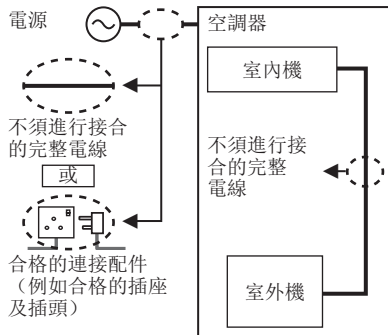 電源
空調器
室內機
不須進行接合
的完整電線
或
不須進行接
合的完整
電線
合格的連接配件
（例如合格的插座
及插頭）
室外機